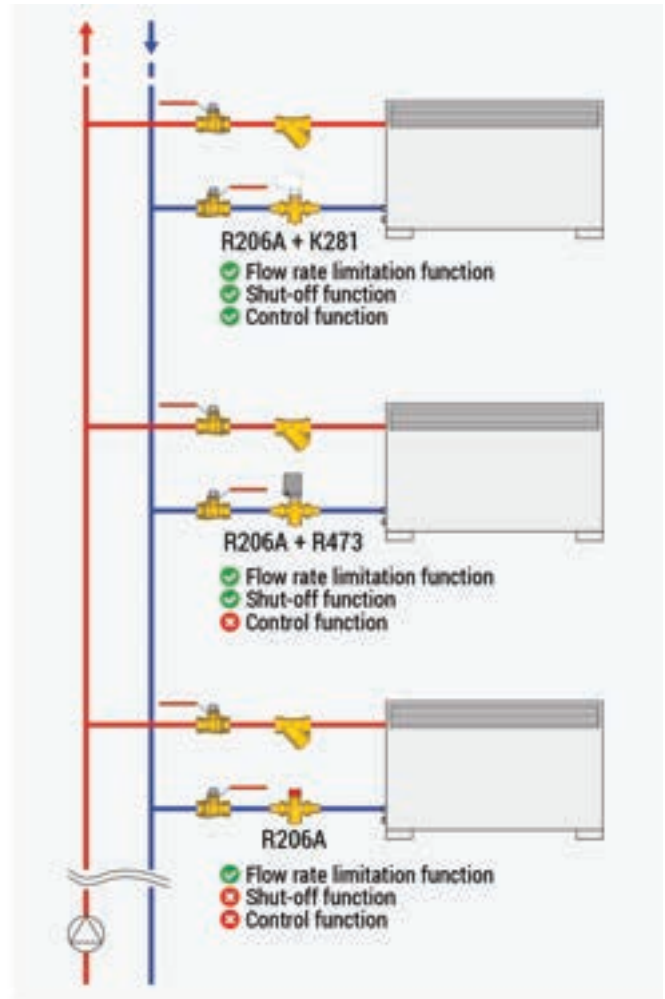 R206A + K281
Flow rate limitation function
Shut-off function
Control function
R206A + R473
Flow rate limitation function
Shut-off function
Control function
R206A
Flow rate limitation function
Shut-off function
Control function